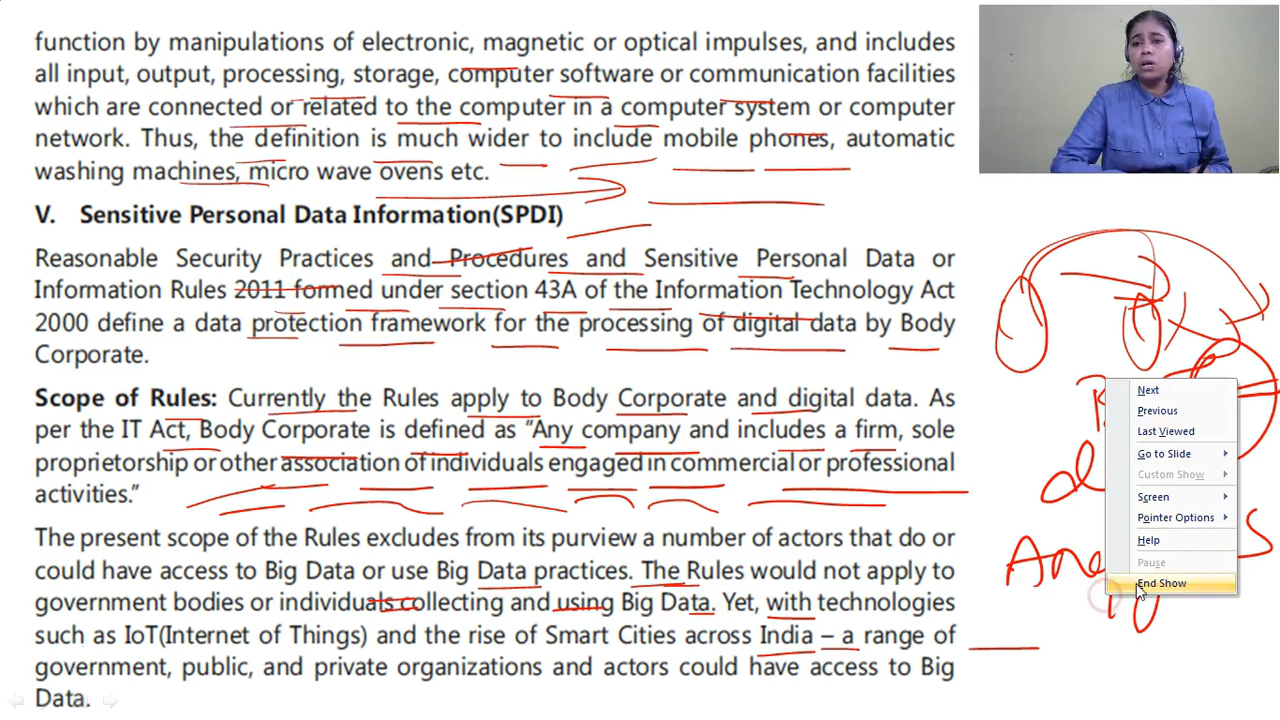 function by manipulations of electronic, magnetic or optical impulses, and includes
all input, output, processing, storage, computer software or communication facilities
which are connected or related to the computer in a computer system or computer
network. Thus, the definition is much wider to include mobile phones, automatic
washing machines, micro wave ovens etc.
V. Sensitive Personal Data Information(SPDI)
Reasonable Security Practices and Procedures and Sensitive Personal Data or
Information Rules 2011 formed under section 43A of the Information Technology Act
2000 define a data protection framework for the processing of digital data by Body
Corporate.
Scope of Rules: Currently the Rules apply to Body Corporate and digital data. As
per the IT Act, Body Corporate is defined as “Any company and includes a firm, sole
proprietorship or other association of individuals engaged in commercial or professional
activities.”
The present scope of the Rules excludes from its purview a number of actors that do or
could have access to Big Data or use Big Data practices. The Rules would not apply to
government bodies or individuals collecting and using Big Data. Yet, with technologies
such as IoT(Internet of Things) and the rise of Smart Cities across India – a range of
government, public, and private organizations and actors could have access to Big
Data.
Next
Previous
Last Viewed
Go to Slide
Custom Show
Screen
Pointer Options
Help
Pause
End Show